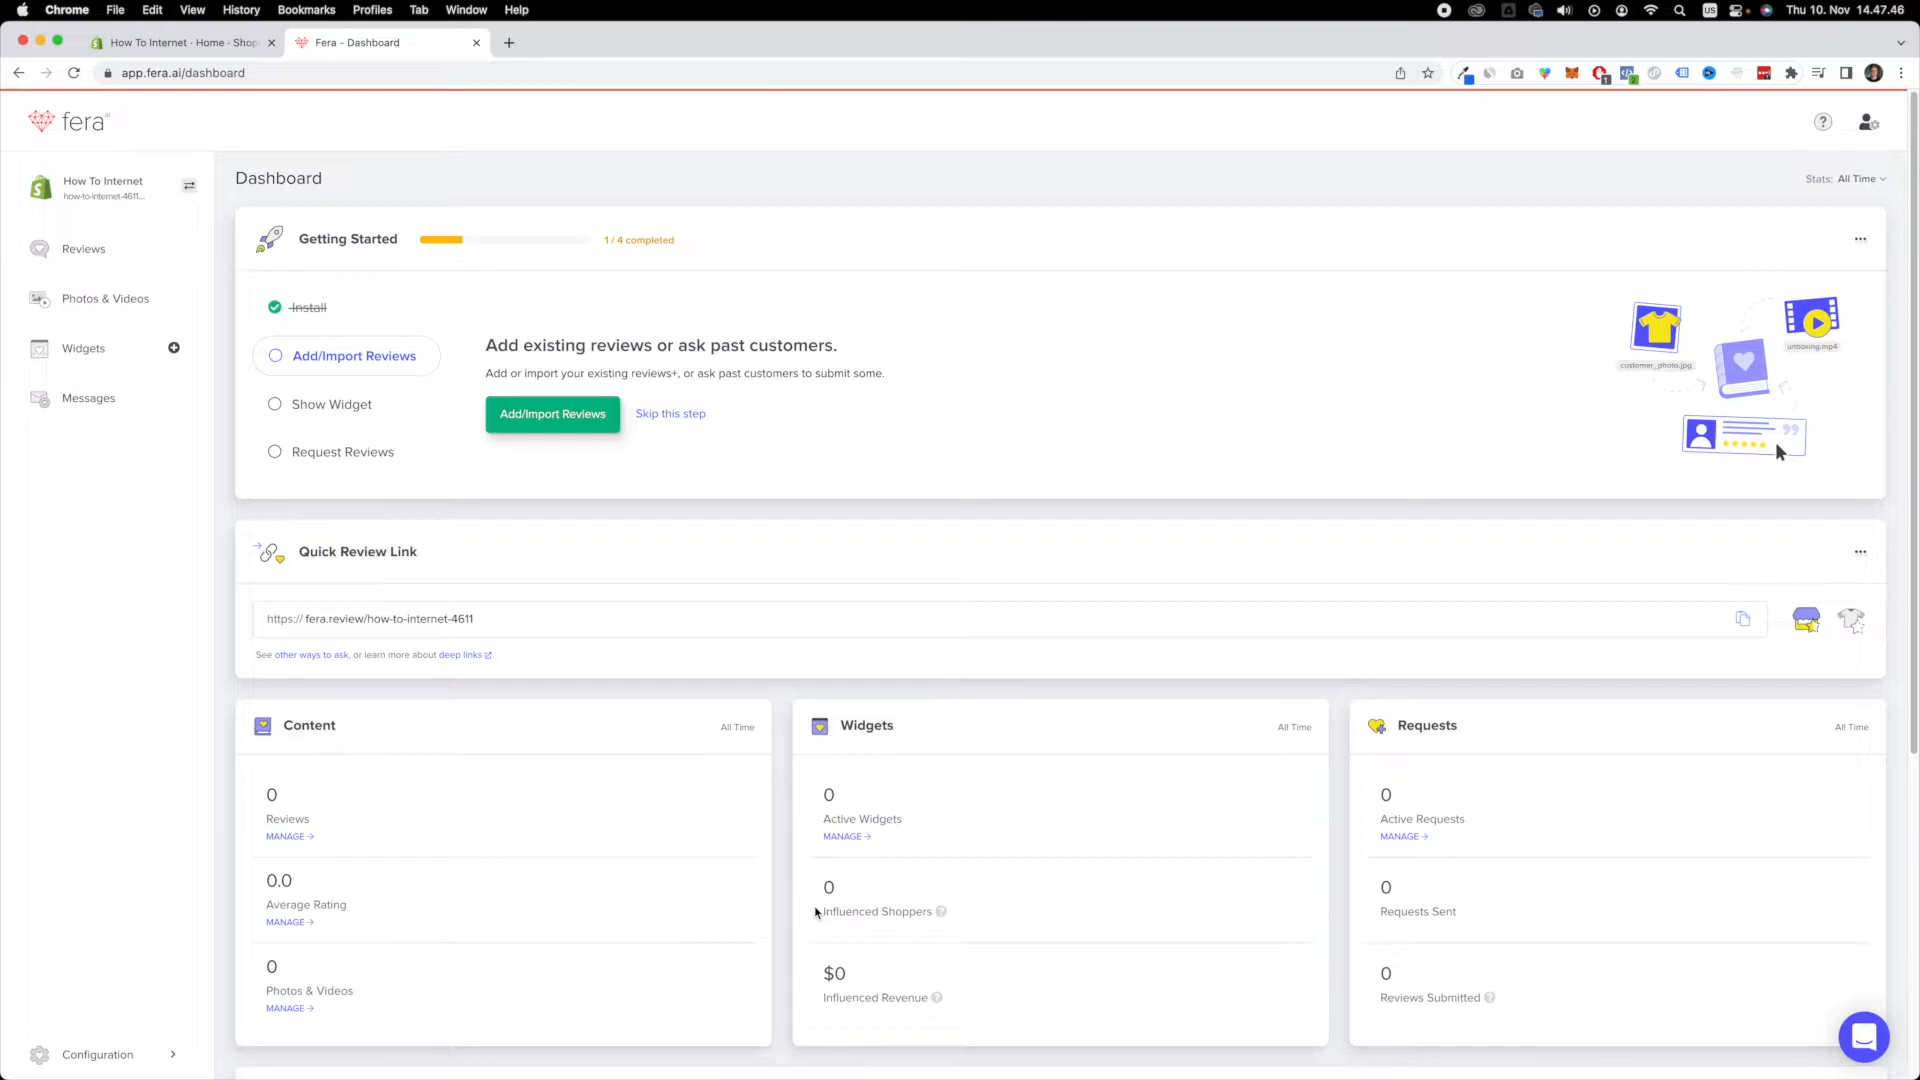 Chrome File Edit View History Bookmarks Profiles Tab Window Help US Thu 10. Nov 14.47.46
How To Internet · Home · Shop Fera - Dashboard
app.fera.ai/dashboard
fera
How To Internet
how-to-internet-4611...
Reviews
Photos & Videos
Widgets
Messages
Configuration
Dashboard
Stats: All Time
Getting Started 1 / 4 completed
Install
Add/Import Reviews
Show Widget
Request Reviews
Add existing reviews or ask past customers.
Add or import your existing reviews+, or ask past customers to submit some.
Add/Import Reviews Skip this step
customer_photo.jpg
unboxing.mp4
Quick Review Link
https:// fera.review/how-to-internet-4611
See other ways to ask, or learn more about deep links.
Content All Time
0
Reviews
MANAGE
0.0
Average Rating
MANAGE
0
Photos & Videos
MANAGE
Widgets All Time
0
Active Widgets
MANAGE
0
Influenced Shoppers
$0
Influenced Revenue
Requests All Time
0
Active Requests
MANAGE
0
Requests Sent
0
Reviews Submitted